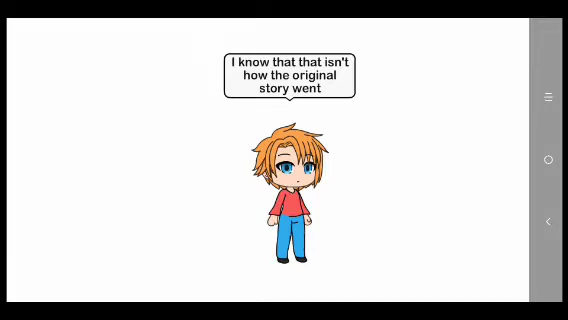 I know that that isn't
how the original
story went